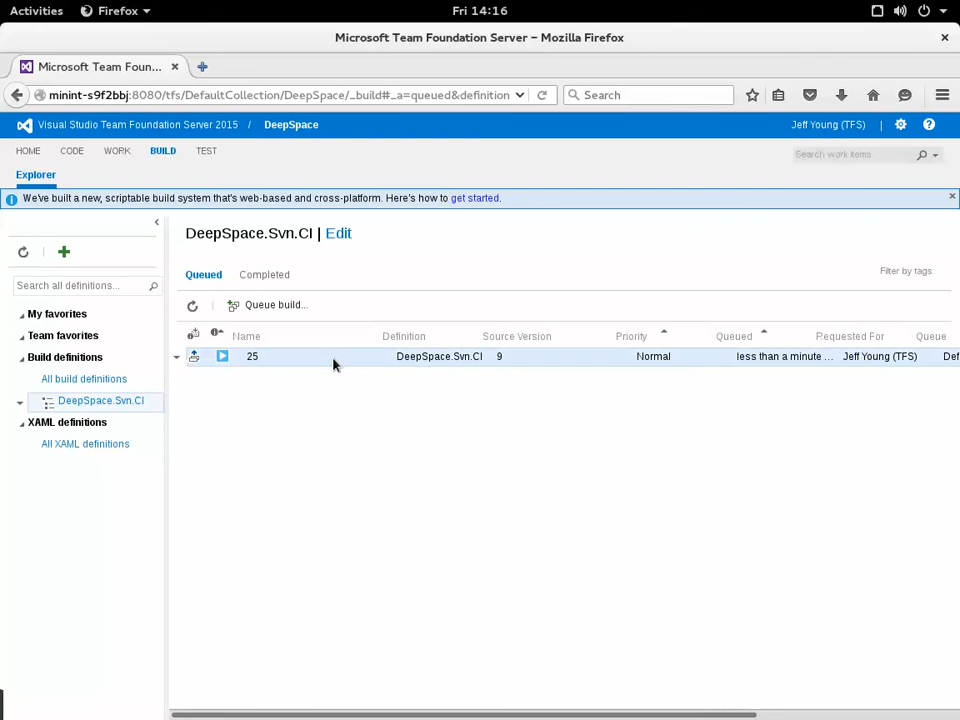 Activities Firefox Fri 14:16
Microsoft Team Foundation Server – Mozilla Firefox
Microsoft Team Foun...
minint-s9f2bbj:8080/tfs/DefaultCollection/DeepSpace/_build#_a=queued&definition Search
Visual Studio Team Foundation Server 2015 / DeepSpace Jeff Young (TFS) |
HOME CODE WORK BUILD TEST Search work items
Explorer
We've built a new, scriptable build system that's web-based and cross-platform. Here's how to get started.
DeepSpace.Svn.CI | Edit
Queued Completed Filter by tags:
Search all definitions...
Queue build...
My favorites
Team favorites
Build definitions
All build definitions
DeepSpace.Svn.CI
XAML definitions
All XAML definitions
Name Definition Source Version Priority Queued Requested For Queue
25 DeepSpace.Svn.CI 9 Normal less than a minute ... Jeff Young (TFS) Def